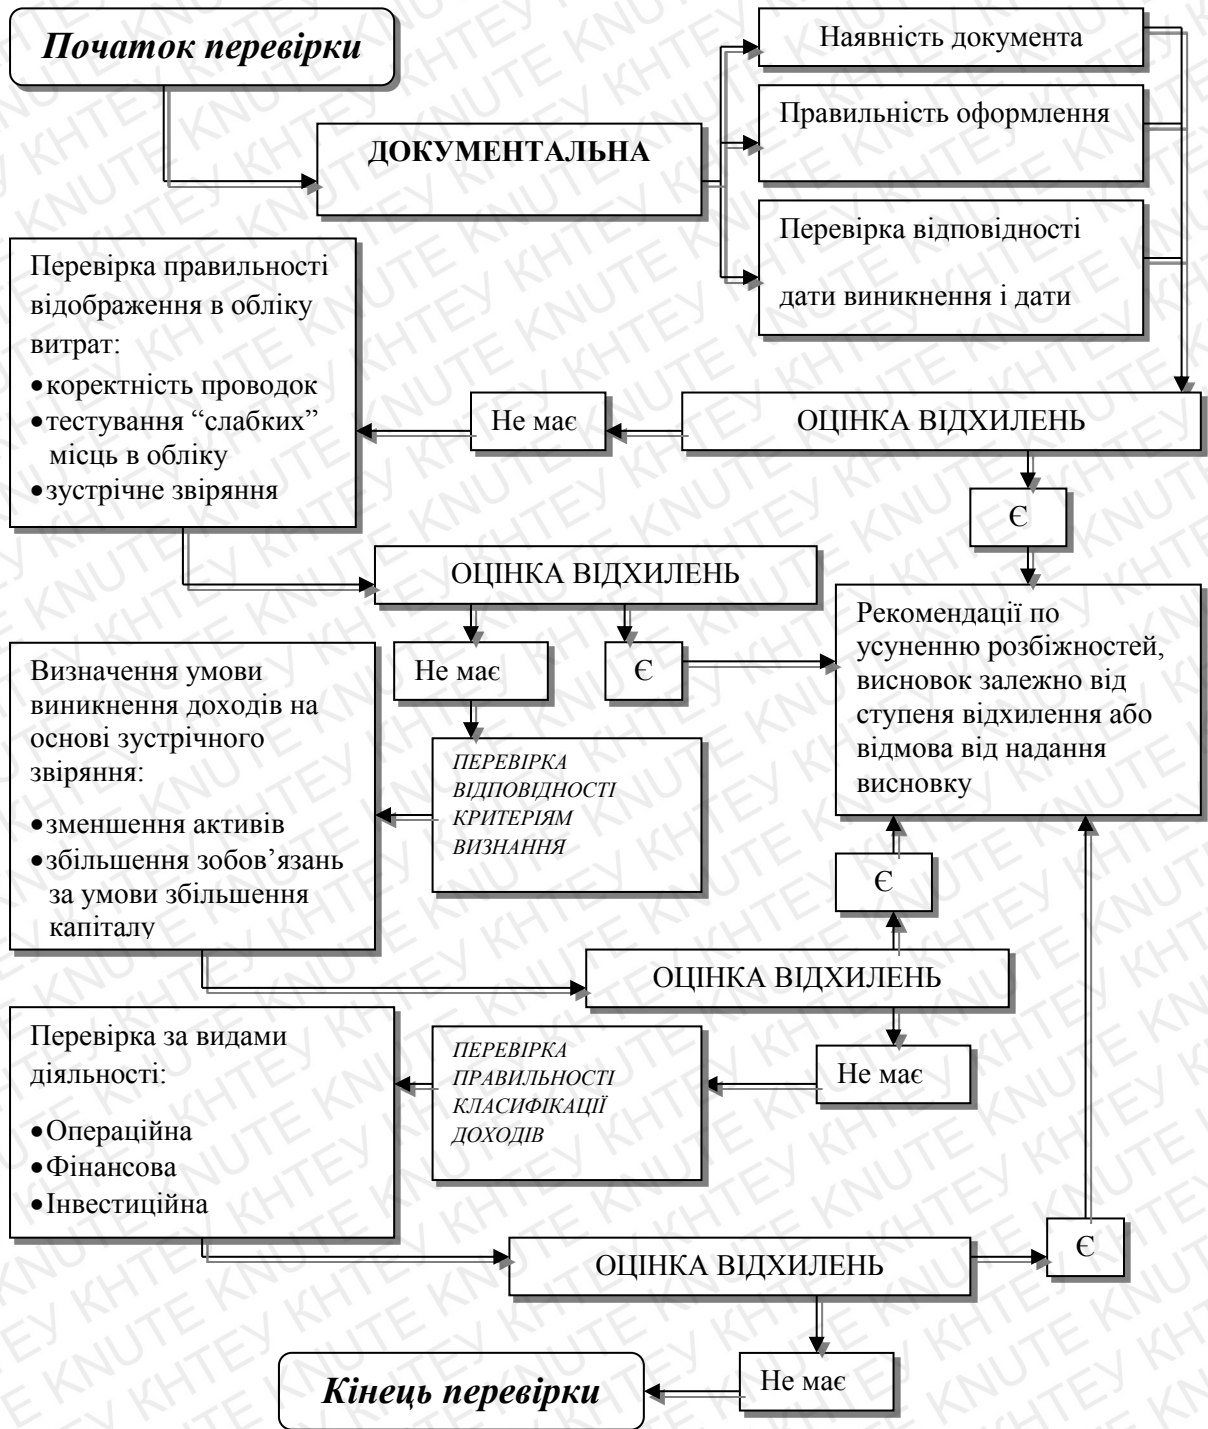 Початок перевірки
Наявність документа
Правильність оформлення
ДОКУМЕНТАЛЬНА
Перевірка відповідності
дати виникнення і дати
Перевірка правильності
відображення в обліку
витрат:
•коректність проводок
•тестування “слабких”
місць в обліку
•зустрічне звіряння
Не має
ОЦІНКА ВІДХИЛЕНЬ
Є
ОЦІНКА ВІДХИЛЕНЬ
Не має
Є
Рекомендації по
усуненню розбіжностей,
висновок залежно від
ступеня відхилення або
відмова від надання
висновку
Визначення умови
виникнення доходів на
основі зустрічного
звіряння:
•зменшення активів
•збільшення зобов’язань
за умови збільшення
капіталу
ПЕРЕВІРКА
ВІДПОВІДНОСТІ
КРИТЕРІЯМ
ВИЗНАННЯ
Є
ОЦІНКА ВІДХИЛЕНЬ
Не має
ПЕРЕВІРКА
ПРАВИЛЬНОСТІ
КЛАСИФІКАЦІЇ
ДОХОДІВ
Перевірка за видами
діяльності:
•Операційна
•Фінансова
•Інвестиційна
ОЦІНКА ВІДХИЛЕНЬ
Є
Не має
Кінець перевірки